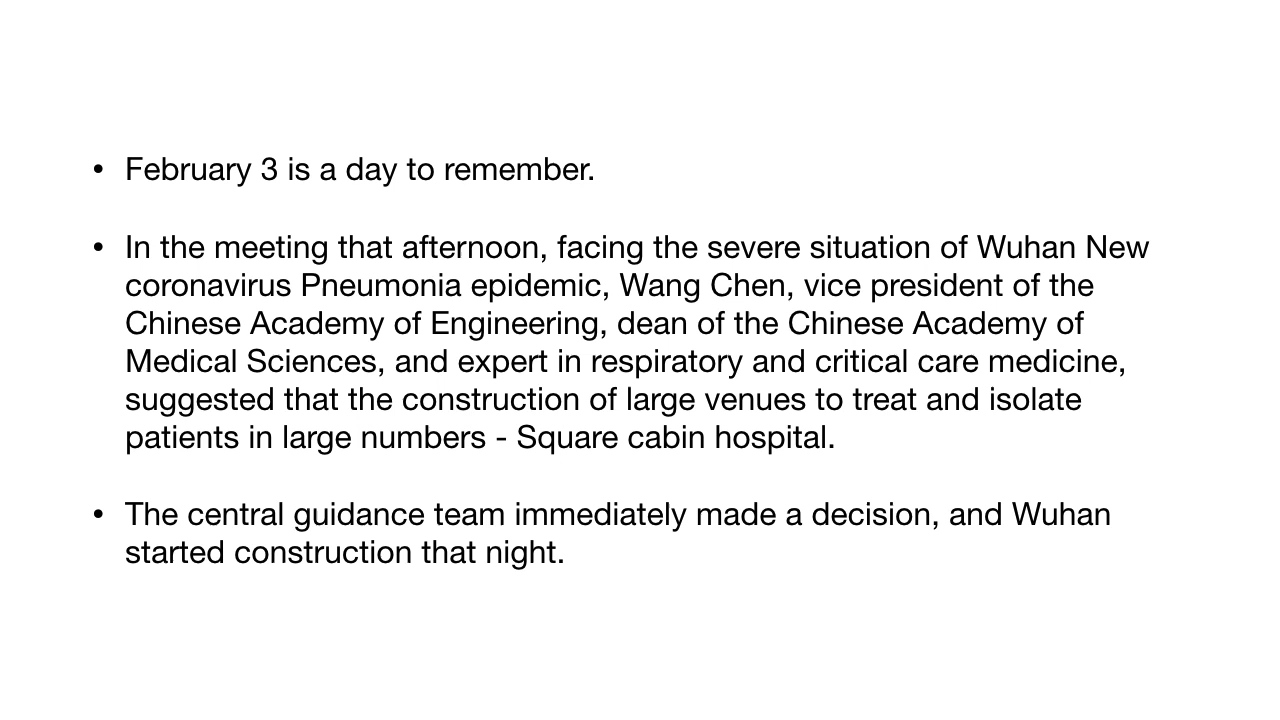 • February 3 is a day to remember.
• In the meeting that afternoon, facing the severe situation of Wuhan New
coronavirus Pneumonia epidemic, Wang Chen, vice president of the
Chinese Academy of Engineering, dean of the Chinese Academy of
Medical Sciences, and expert in respiratory and critical care medicine,
suggested that the construction of large venues to treat and isolate
patients in large numbers - Square cabin hospital.
• The central guidance team immediately made a decision, and Wuhan
started construction that night.